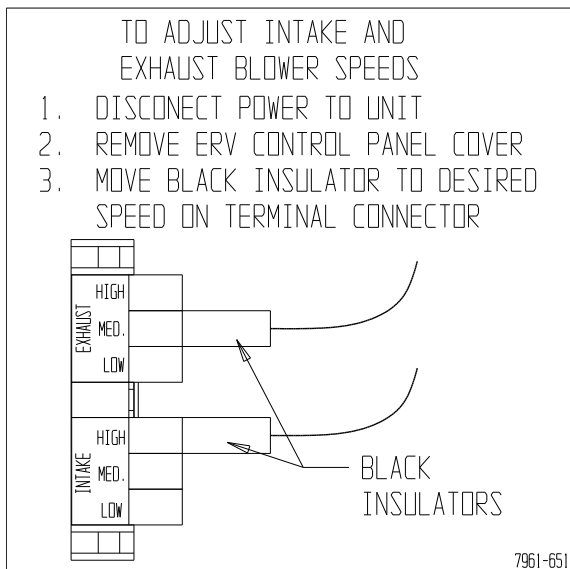 TO ADJUST INTAKE AND
EXHAUST BLOWER SPEEDS
1. DISCONECT POWER TO UNIT
2. REMOVE ERV CONTROL PANEL COVER
3. MOVE BLACK INSULATOR TO DESIRED
SPEED ON TERMINAL CONNECTOR
EXHAUST
HIGH
MED.
LOW
INTAKE
HIGH
MED.
LOW
BLACK
INSULATORS
7961-651